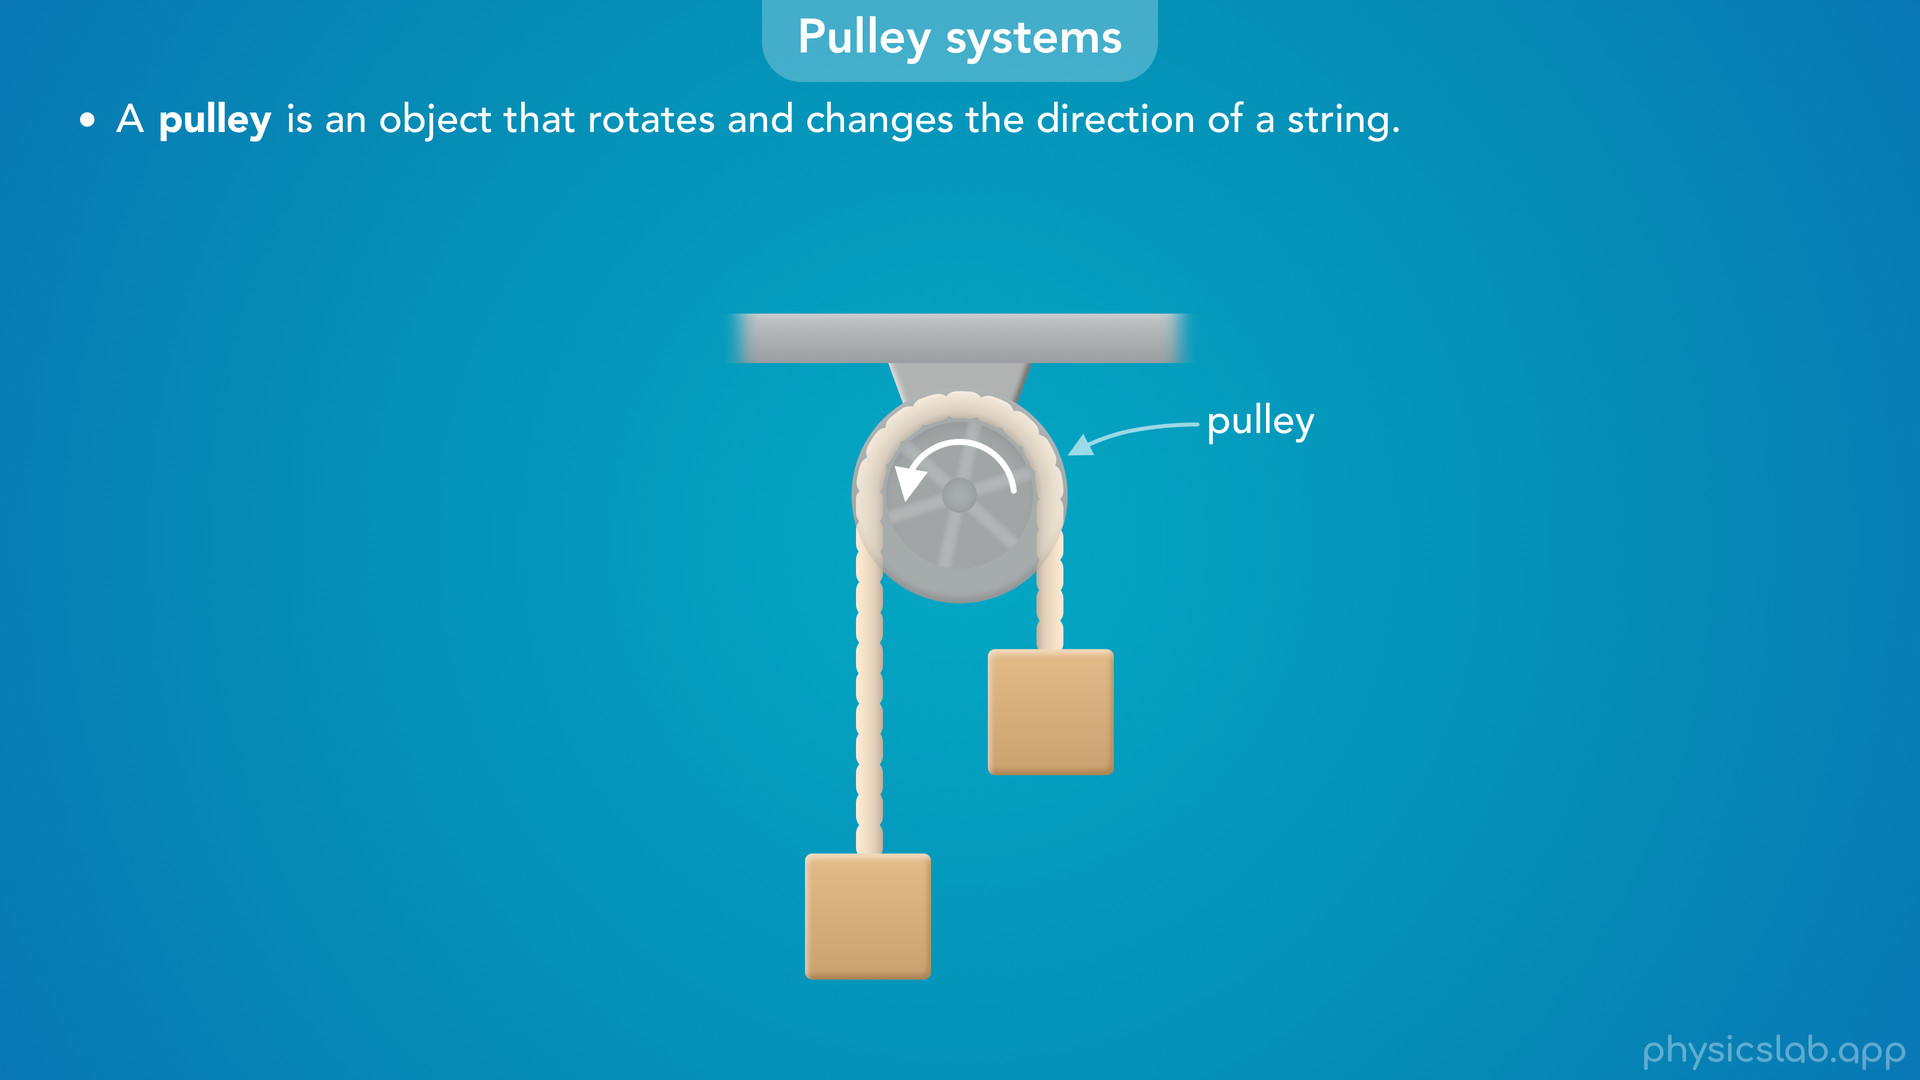 Pulley systems
• A pulley is an object that rotates and changes the direction of a string.
pulley
physicslab.app